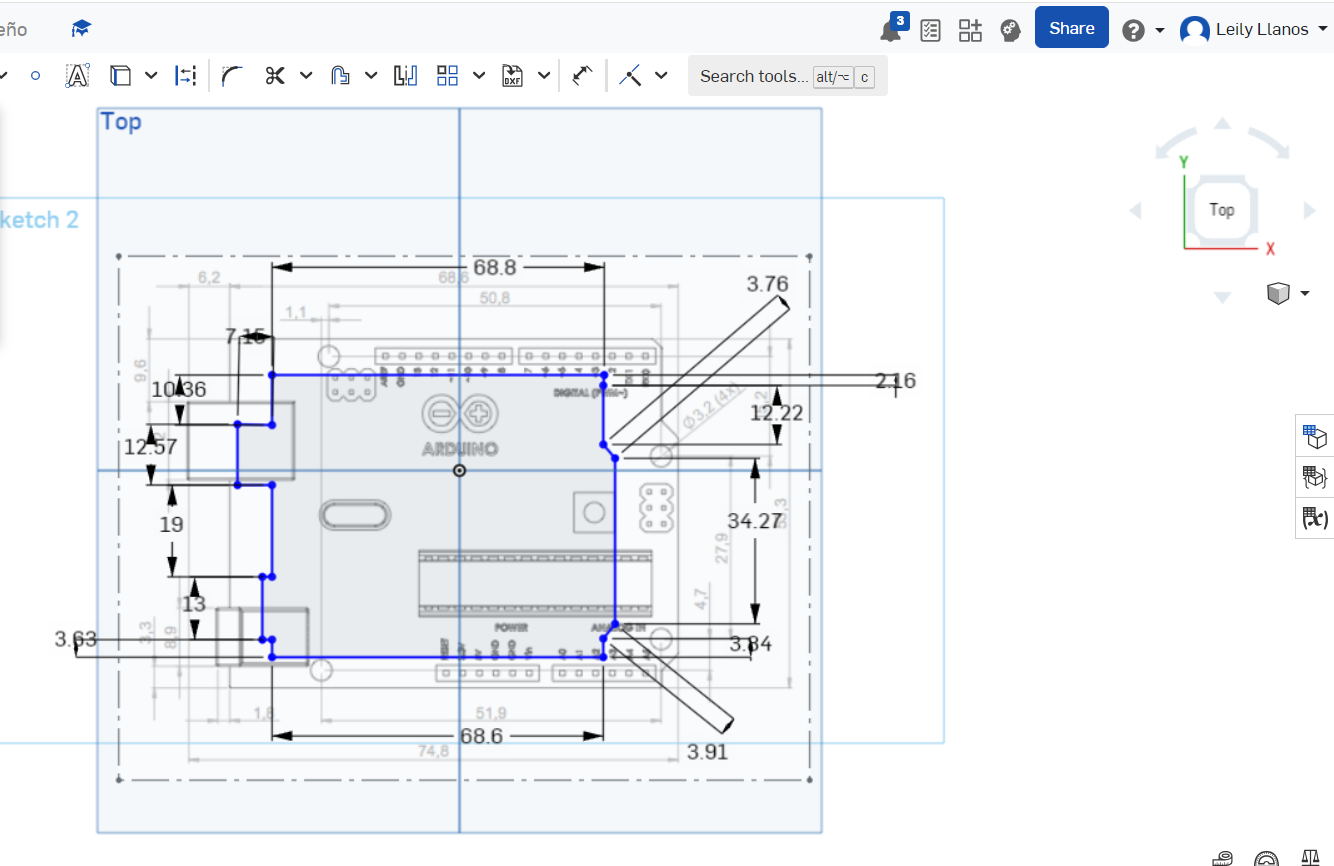 eño
3
Share
?
Leily Llanos
A
DXF
Search tools... alt/⌥ c
Top
ketch 2
Y
Top
X
68.8
6,2
68,6
3.76
50,8
1,1
7.15
9,6
10.36
2.16
DIGITAL (PWM~)
Ø3,2 (4x)
12.22
12.57
ARDUINO
19
34.27
27,9
13
4,7
POWER
ANALOG IN
3.63
3,3
8,9
3.84
1,8
51,9
68.6
74,8
3.91
(x)